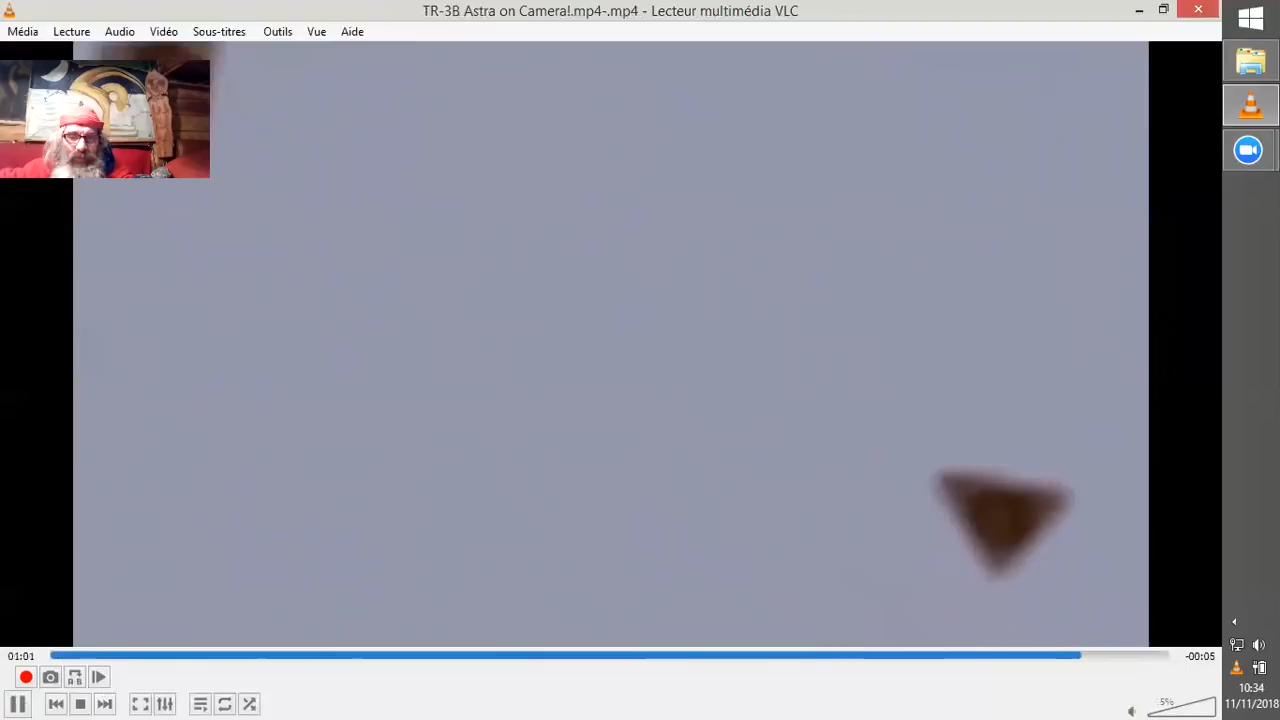 TR-3B Astra on Camera!.mp4-.mp4 - Lecteur multimédia VLC
Média Lecture Audio Vidéo Sous-titres Outils Vue Aide
01:01 -00:05
A-B
5%
10:34
11/11/2018